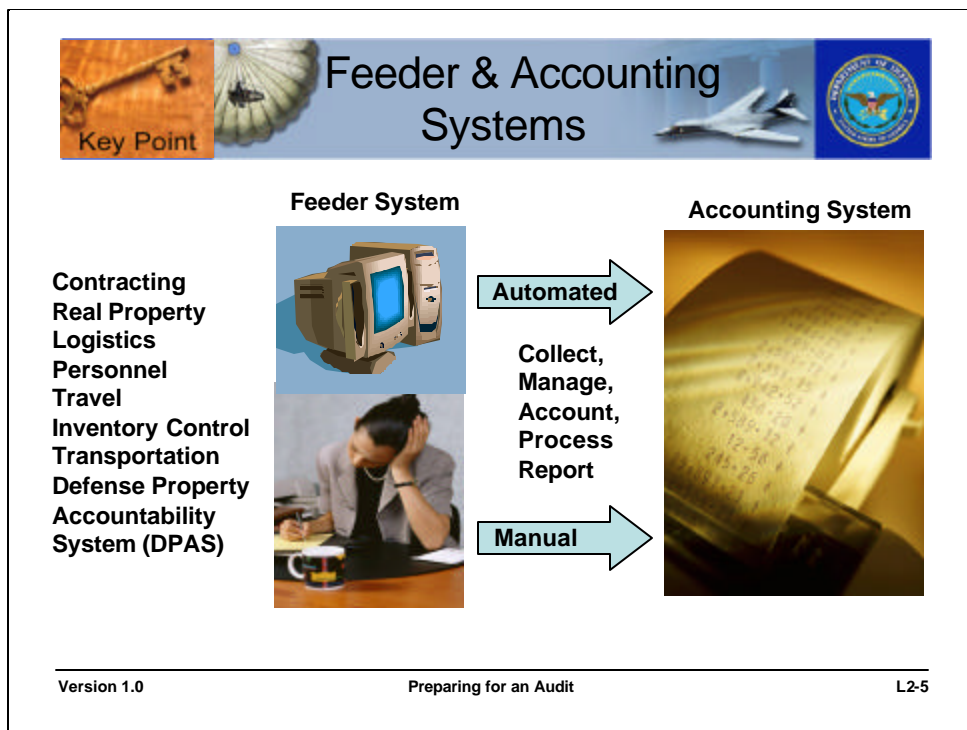 Feeder & Accounting
Systems
Key Point
Feeder System
Accounting System
Contracting
Real Property
Logistics
Personnel
Travel
Inventory Control
Transportation
Defense Property
Accountability
System (DPAS)
Automated
Collect,
Manage,
Account,
Process
Report
Manual
Version 1.0
Preparing for an Audit
L2-5